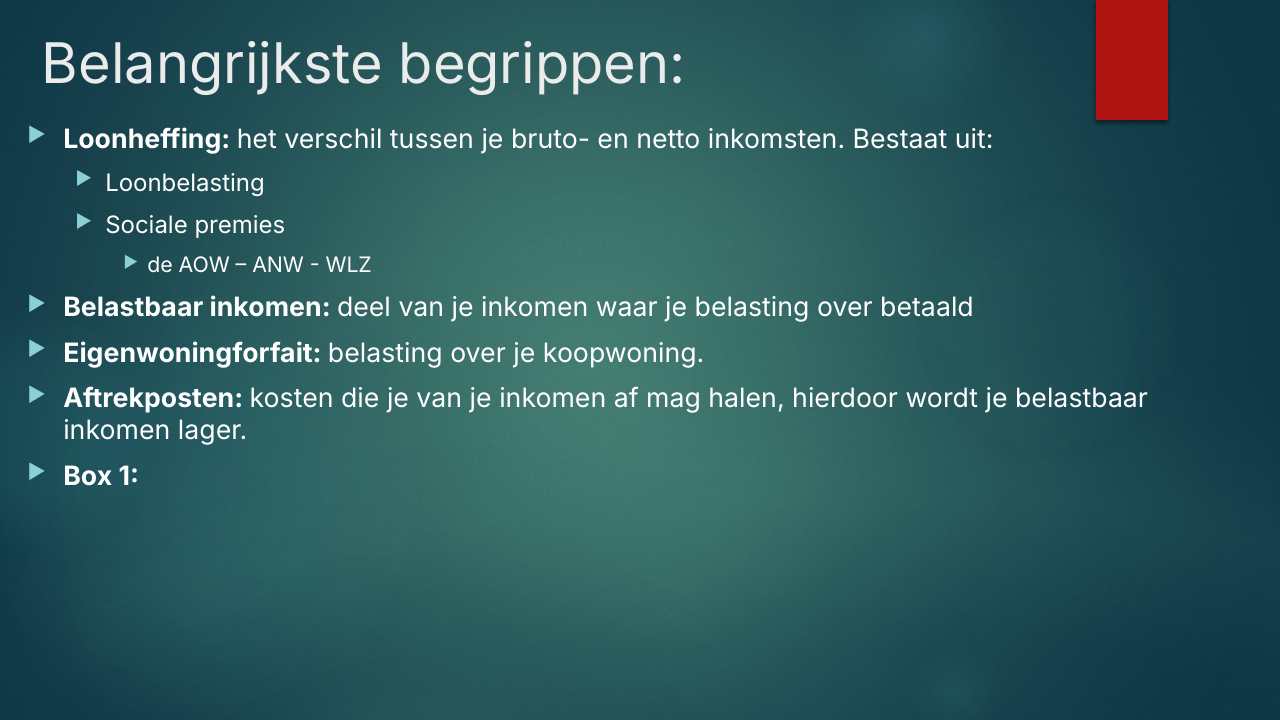 Belangrijkste begrippen:
Loonheffing: het verschil tussen je bruto- en netto inkomsten. Bestaat uit:
Loonbelasting
Sociale premies
de AOW – ANW - WLZ
Belastbaar inkomen: deel van je inkomen waar je belasting over betaald
Eigenwoningforfait: belasting over je koopwoning.
Aftrekposten: kosten die je van je inkomen af mag halen, hierdoor wordt je belastbaar
inkomen lager.
Box 1: